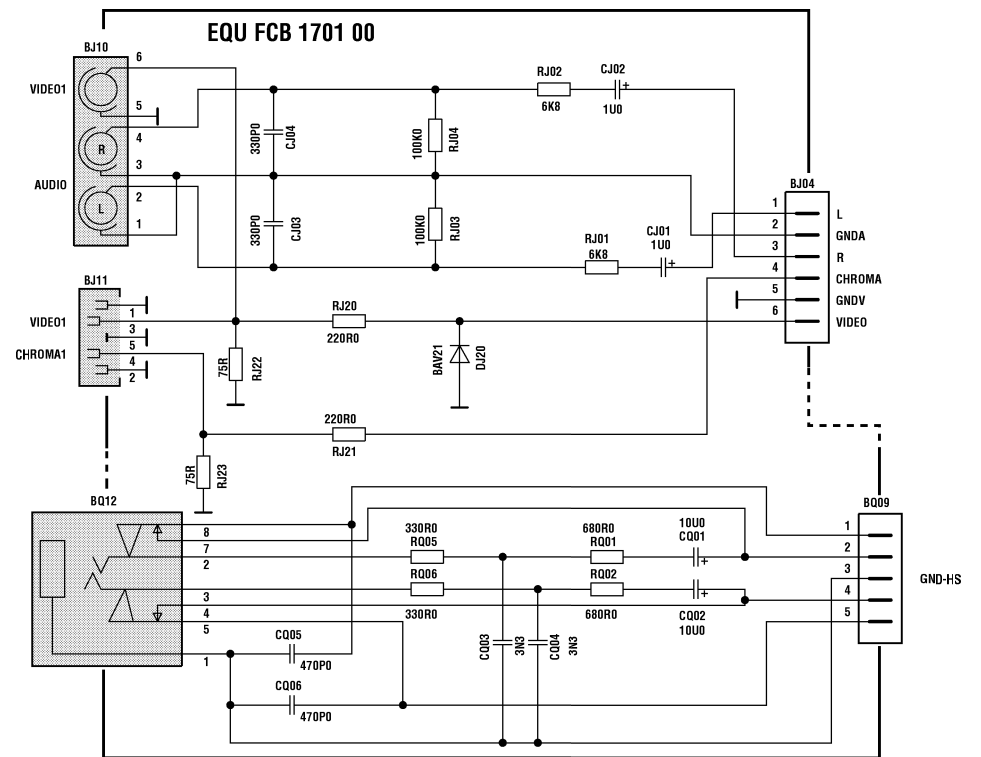 EQU FCB 1701 00
BJ10
6
VIDEO1
5
4
R
3
AUDIO
2
L
1
330P0
CJ04
100K0
RJ04
RJ02
6K8
CJ02
+
1U0
330P0
CJ03
100K0
RJ03
RJ01
6K8
CJ01
1U0
+
BJ04
1
L
2
GNDA
3
R
4
CHROMA
5
GNDV
6
VIDEO
BJ11
VIDEO1
1
3
CHROMA1
5
4
2
RJ20
220R0
75R
RJ22
BAV21
DJ20
220R0
RJ21
75R
RJ23
BQ12
8
7
2
3
4
5
1
330R0
RQ05
680R0
RQ01
10U0
CQ01
+
RQ06
330R0
RQ02
680R0
+
CQ02
10U0
CQ03
3N3
CQ04
3N3
CQ05
470P0
CQ06
470P0
BQ09
1
2
3
GND-HS
4
5